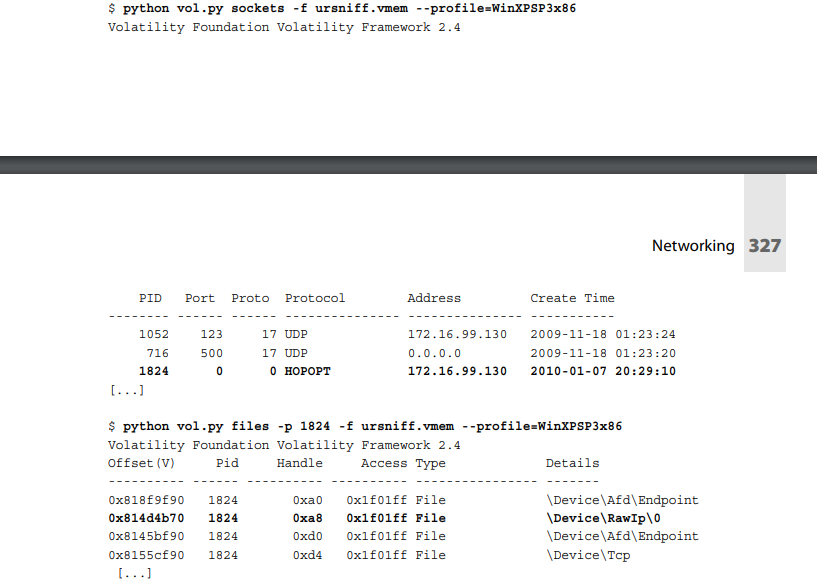 $ python vol.py sockets -f ursniff.vmem --profile=WinXPSP3x86
Volatility Foundation Volatility Framework 2.4
Networking 327
PID Port Proto Protocol Address Create Time
-------- ------ ------ --------------- --------------- -----------
1052 123 17 UDP 172.16.99.130 2009-11-18 01:23:24
716 500 17 UDP 0.0.0.0 2009-11-18 01:23:20
1824 0 0 HOPOPT 172.16.99.130 2010-01-07 20:29:10
[...]
$ python vol.py files -p 1824 -f ursniff.vmem --profile=WinXPSP3x86
Volatility Foundation Volatility Framework 2.4
Offset(V) Pid Handle Access Type Details
---------- ------ ---------- ---------- ---------------- -------
0x818f9f90 1824 0xa0 0x1f01ff File \Device\Afd\Endpoint
0x814d4b70 1824 0xa8 0x1f01ff File \Device\RawIp\0
0x8145bf90 1824 0xd0 0x1f01ff File \Device\Afd\Endpoint
0x8155cf90 1824 0xd4 0x1f01ff File \Device\Tcp
[...]